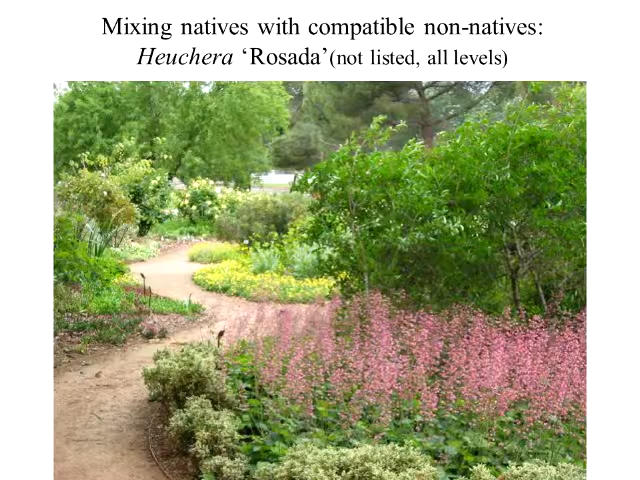 Mixing natives with compatible non-natives:
Heuchera ‘Rosada’(not listed, all levels)